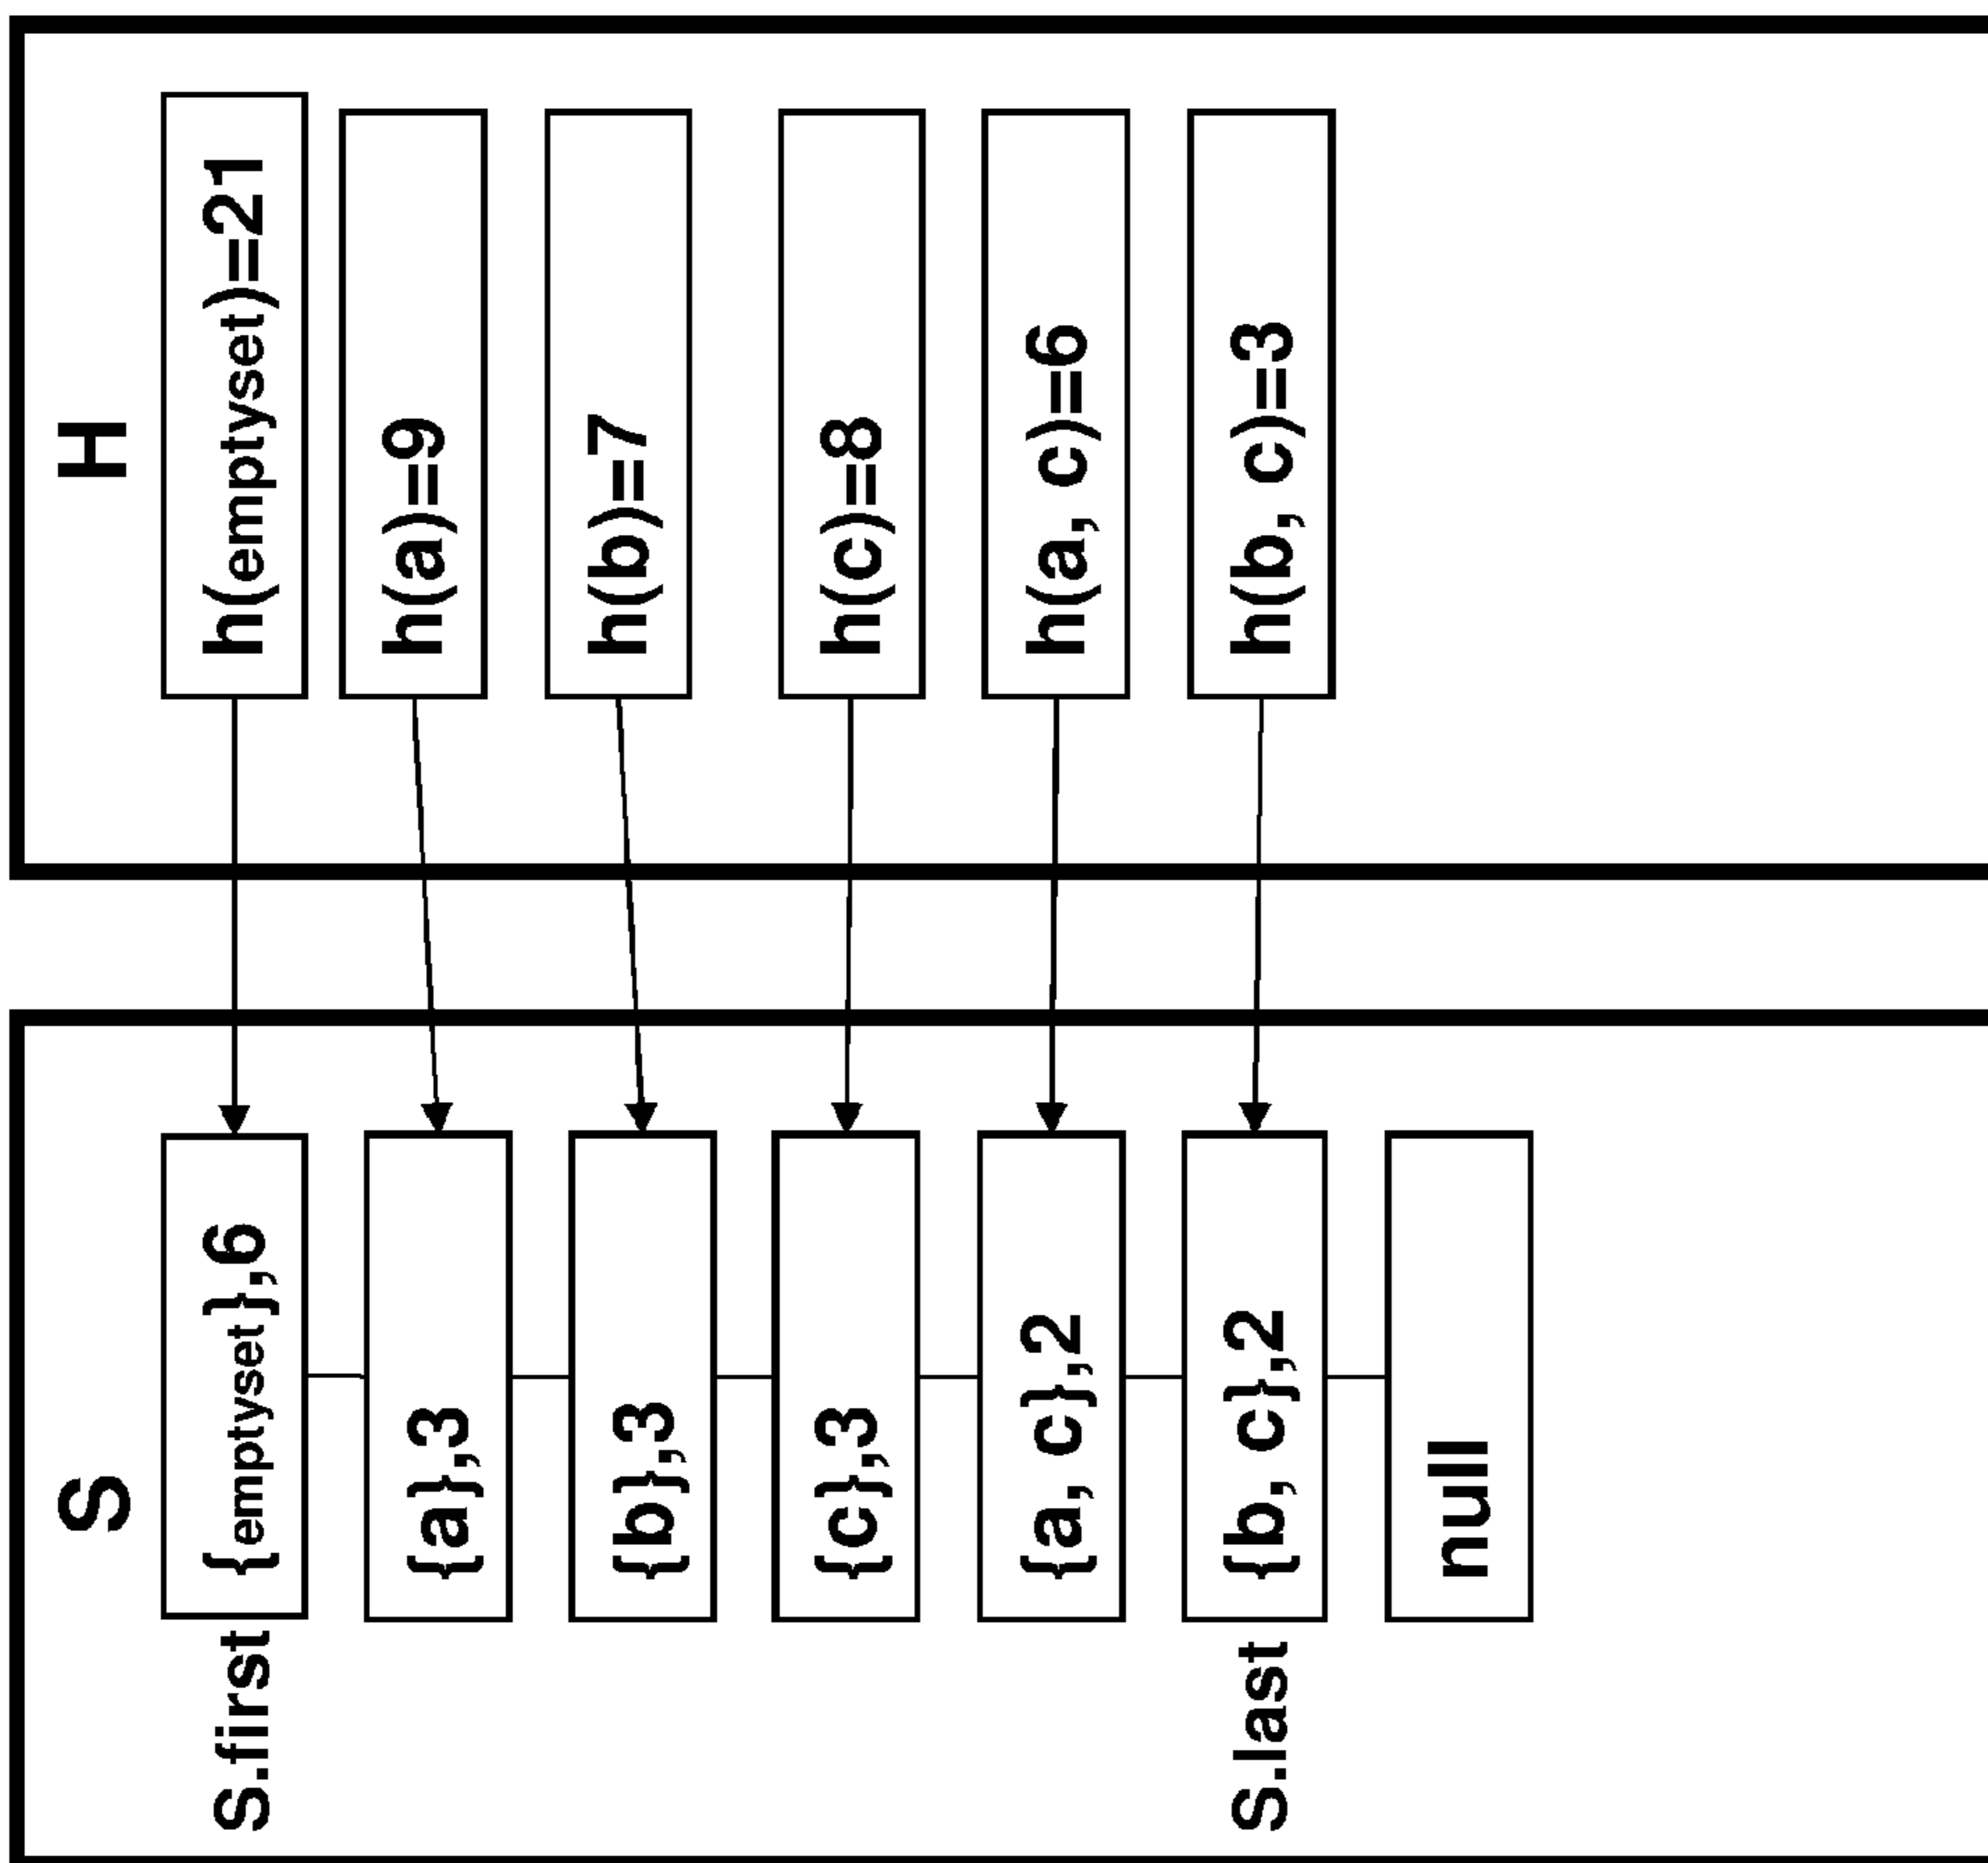 S
H
S.first
{emptyset},6
h(emptyset)=21
{a},3
h(a)=9
{b},3
h(b)=7
{c},3
h(c)=8
{a, c},2
h(a, c)=6
S.last
{b, c},2
h(b, c)=3
null